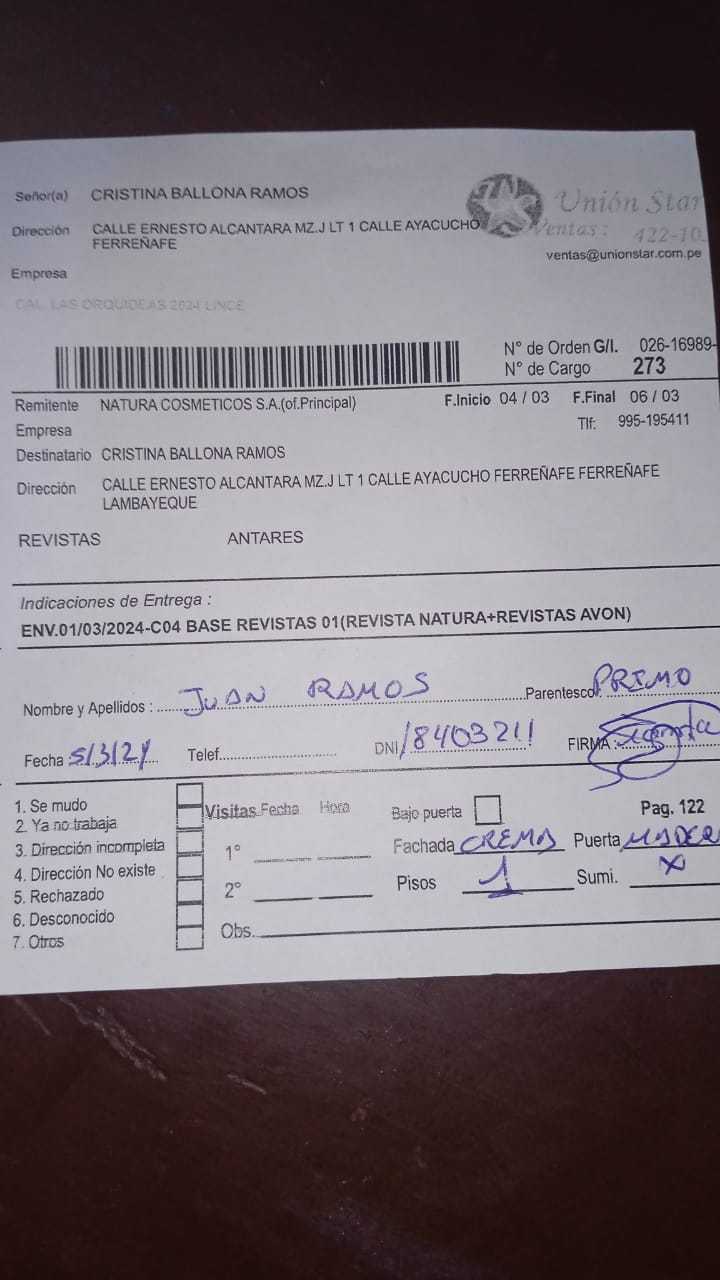 Señor(a) CRISTINA BALLONA RAMOS
Unión Star
Dirección CALLE ERNESTO ALCANTARA MZ.J LT 1 CALLE AYACUCHO
FERREÑAFE
Ventas: 422-10
ventas@unionstar.com.pe
Empresa
CAL. LAS ORQUIDEAS 2024 LINCE
N° de Orden G/I. 026-16989-
N° de Cargo 273
Remitente NATURA COSMETICOS S.A.(of.Principal) F.Inicio 04 / 03 F.Final 06 / 03
Empresa Tlf: 995-195411
Destinatario CRISTINA BALLONA RAMOS
Dirección CALLE ERNESTO ALCANTARA MZ.J LT 1 CALLE AYACUCHO FERREÑAFE FERREÑAFE
LAMBAYEQUE
REVISTAS ANTARES
Indicaciones de Entrega :
ENV.01/03/2024-C04 BASE REVISTAS 01(REVISTA NATURA+REVISTAS AVON)
Nombre y Apellidos : JUAN RAMOS Parentesco PRIMO
Fecha 5/3/24 Telef. DNI 18403211 FIRMA:
1. Se mudo
2. Ya no trabaja
3. Dirección incompleta
4. Dirección No existe
5. Rechazado
6. Desconocido
7. Otros
Visitas Fecha Hora
1°
2°
Obs.
Bajo puerta Pag. 122
Fachada CREMA Puerta MADER
Pisos 1 Sumi. X